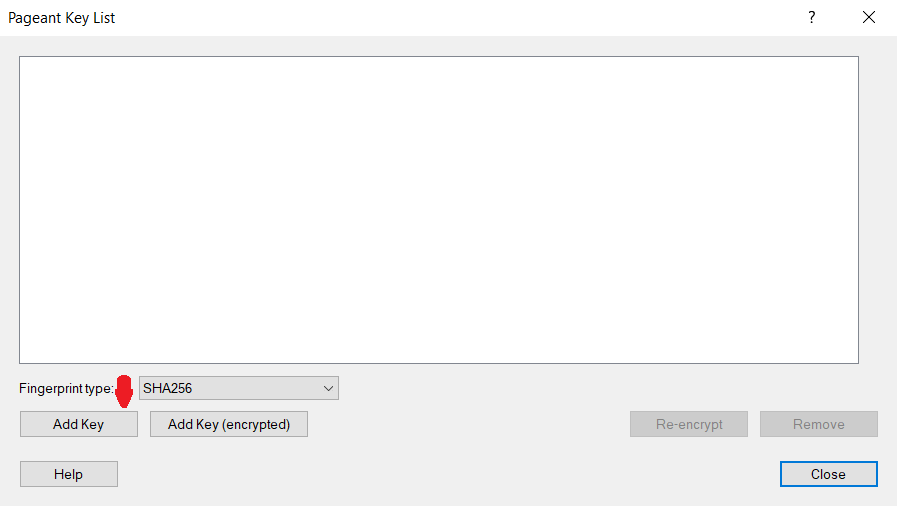 Pageant Key List
?
Fingerprint type:
SHA256
Add Key
Add Key (encrypted)
Re-encrypt
Remove
Help
Close